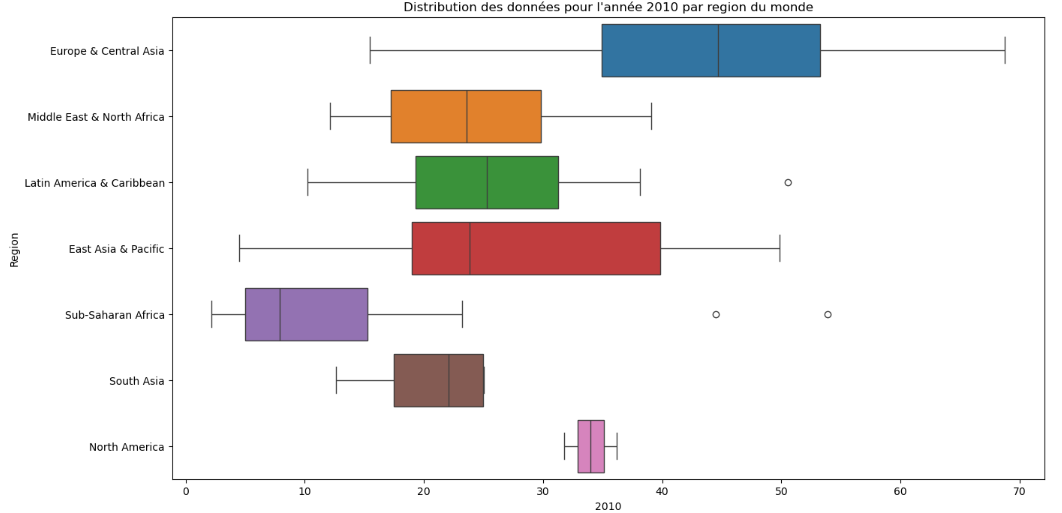 Distribution des données pour l'année 2010 par region du monde
Region
Europe & Central Asia
Middle East & North Africa
Latin America & Caribbean
East Asia & Pacific
Sub-Saharan Africa
South Asia
North America
0 10 20 30 40 50 60 70
2010